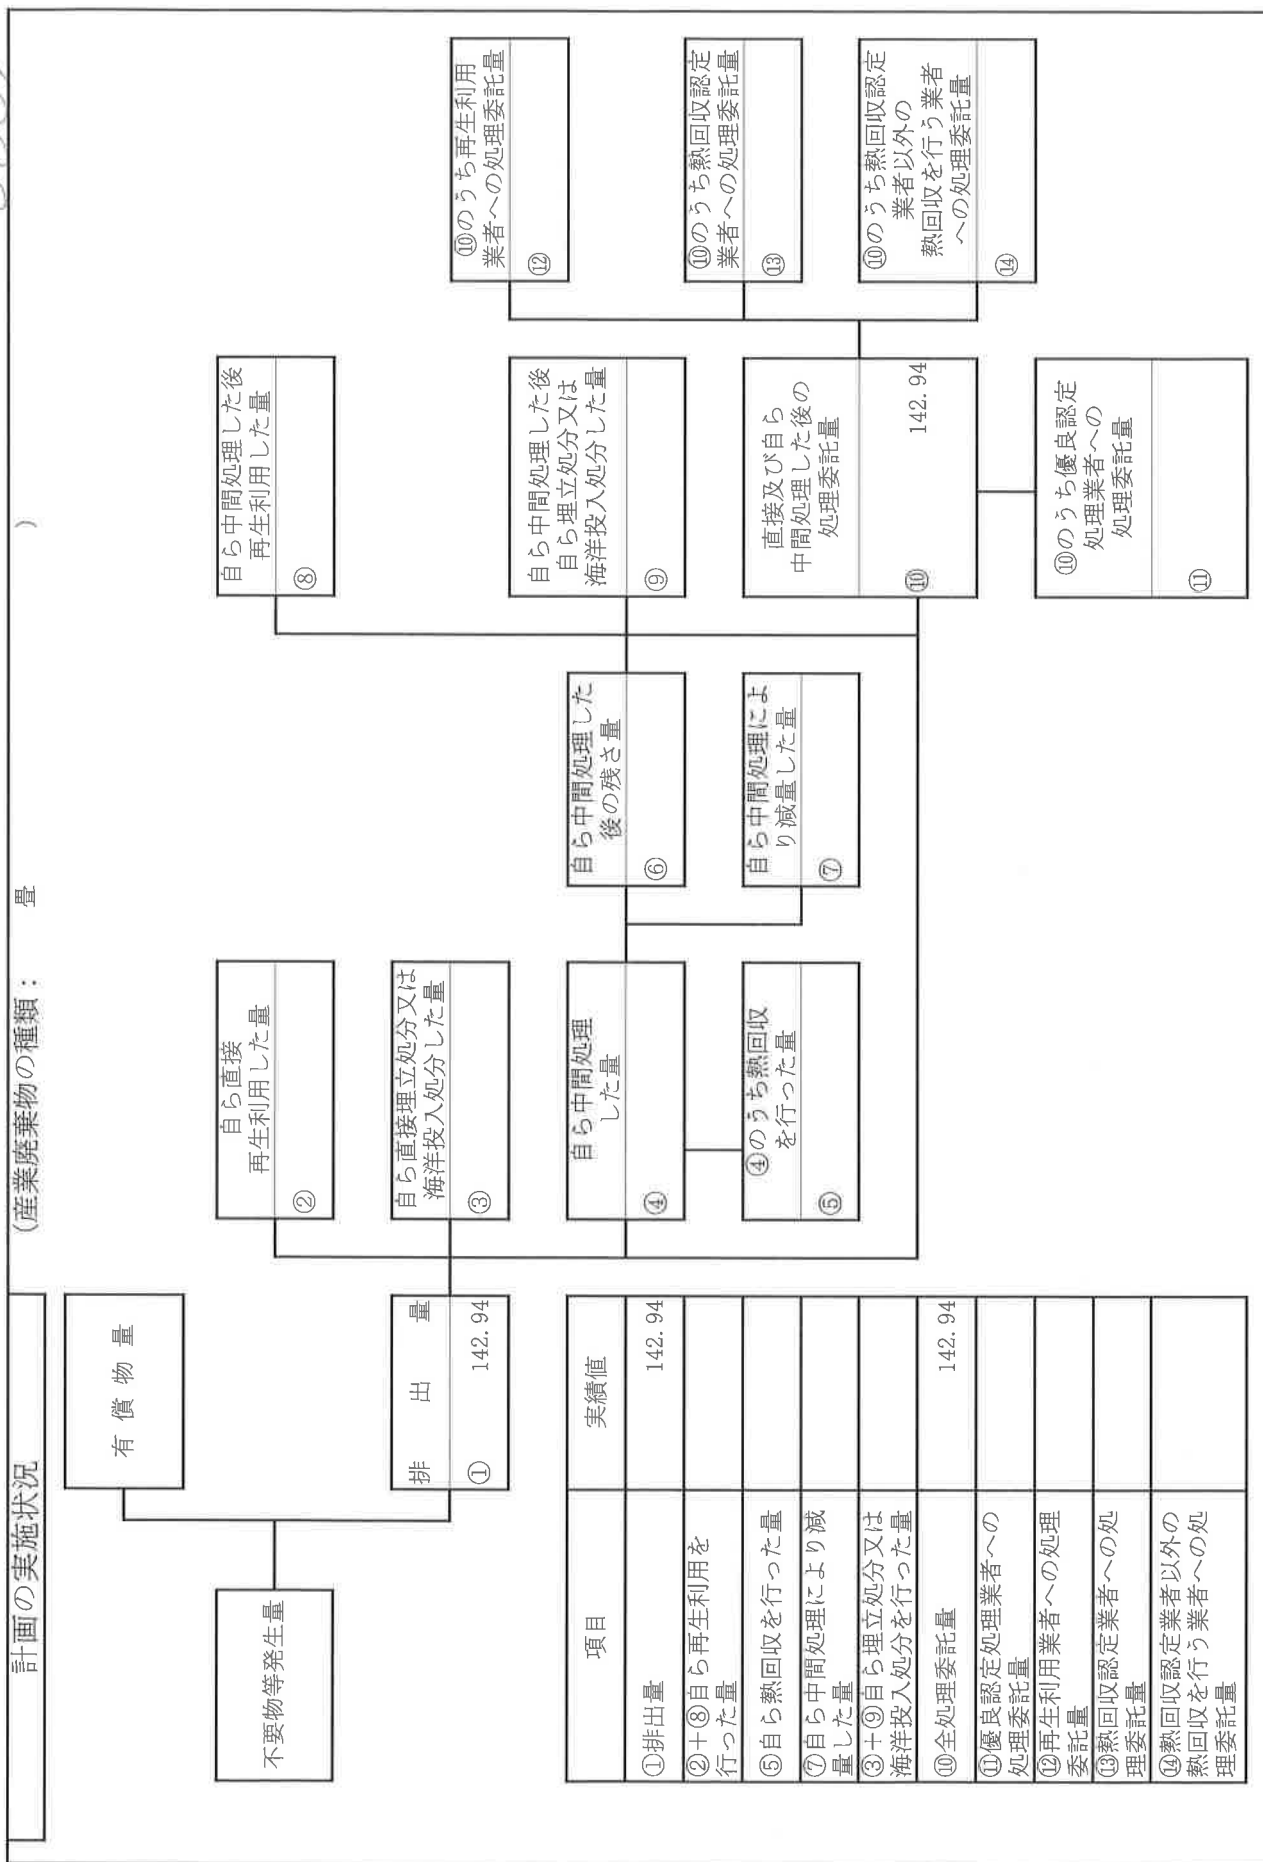 計画の実施状況
(産業廃棄物の種類: 畳 )
不要物等発生量
有償物量
排出量
① 142.94
自ら直接
再生利用した量
②
自ら直接埋立処分又は
海洋投入処分した量
③
自ら中間処理
した量
④
④のうち熱回収
を行った量
⑤
自ら中間処理した
後の残さ量
⑥
自ら中間処理によ
り減量した量
⑦
自ら中間処理した後
再生利用した量
⑧
自ら中間処理した後
自ら埋立処分又は
海洋投入処分した量
⑨
直接及び自ら
中間処理した後の
処理委託量
⑩ 142.94
⑩のうち優良認定
処理業者への
処理委託量
⑪
⑩のうち再生利用
業者への処理委託量
⑫
⑩のうち熱回収認定
業者への処理委託量
⑬
⑩のうち熱回収認定
業者以外の
熱回収を行う業者
への処理委託量
⑭
項目 実績値
①排出量 142.94
②+⑧自ら再生利用を
行った量
⑤自ら熱回収を行った量
⑦自ら中間処理により減
量した量
③+⑨自ら埋立処分又は
海洋投入処分を行った量
⑩全処理委託量 142.94
⑪優良認定処理業者への
処理委託量
⑫再生利用業者への処理
委託量
⑬熱回収認定業者への処
理委託量
⑭熱回収認定業者以外の
熱回収を行う業者への処
理委託量